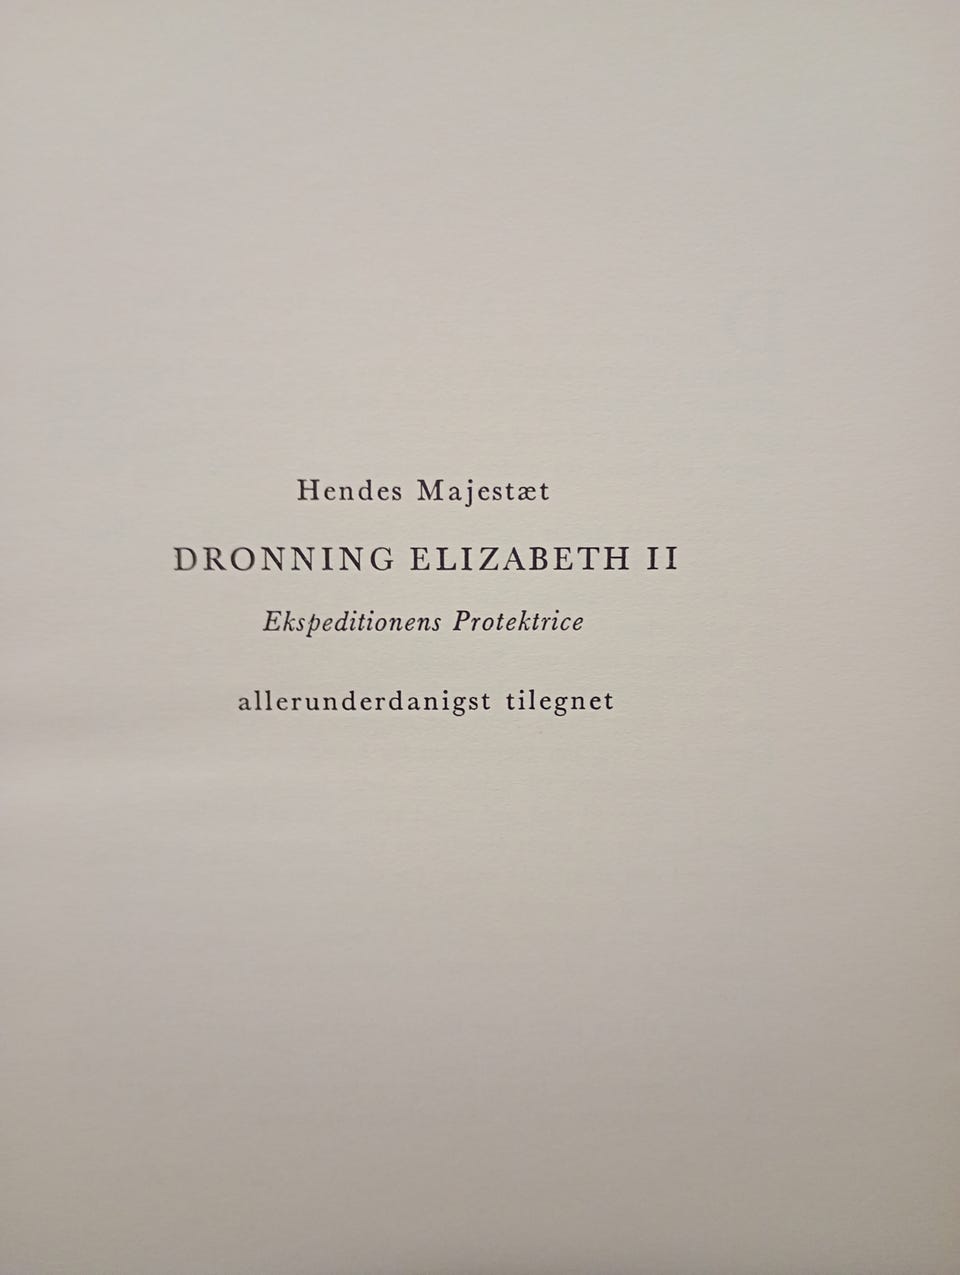 Hendes Majestæt
DRONNING ELIZABETH II
Ekspeditionens Protektrice
allerunderdanigst tilegnet